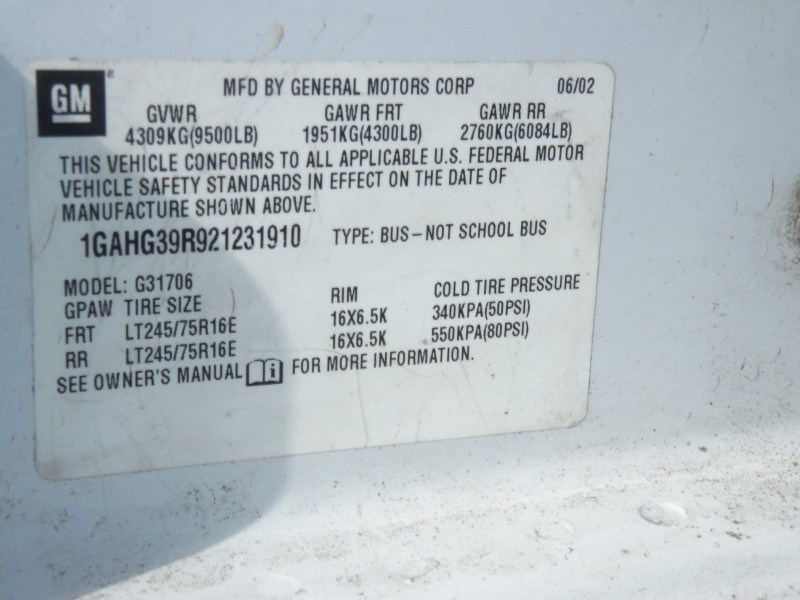 GM ® MFD BY GENERAL MOTORS CORP 06/02
GVWR GAWR FRT GAWR RR
4309KG(9500LB) 1951KG(4300LB) 2760KG(6084LB)
THIS VEHICLE CONFORMS TO ALL APPLICABLE U.S. FEDERAL MOTOR
VEHICLE SAFETY STANDARDS IN EFFECT ON THE DATE OF
MANUFACTURE SHOWN ABOVE.
1GAHG39R921231910 TYPE: BUS-NOT SCHOOL BUS
MODEL: G31706
GPAW TIRE SIZE RIM COLD TIRE PRESSURE
FRT LT245/75R16E 16X6.5K 340KPA(50PSI)
RR LT245/75R16E 16X6.5K 550KPA(80PSI)
SEE OWNER'S MANUAL i FOR MORE INFORMATION.